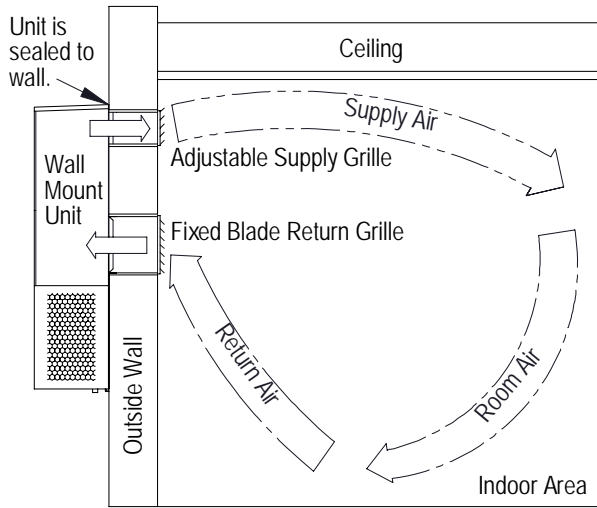 Unit is
sealed to
wall.
Ceiling
Supply Air
Adjustable Supply Grille
Wall
Mount
Unit
Fixed Blade Return Grille
Return Air
Room Air
Outside Wall
Indoor Area